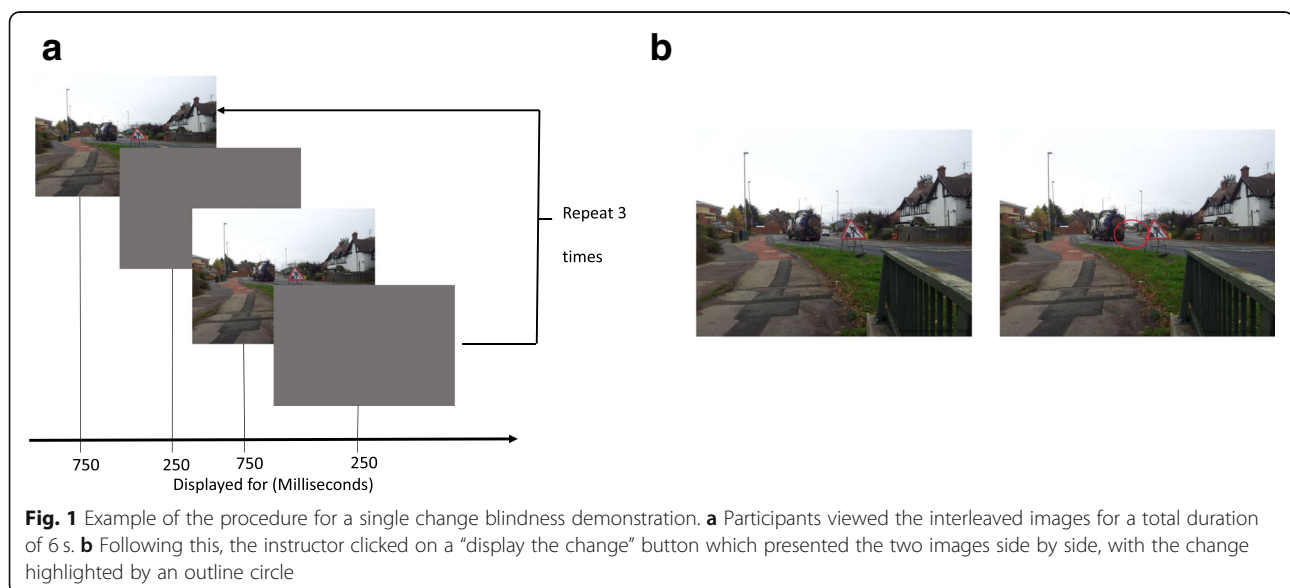 a
b
Repeat 3
times
750 250 750 250
Displayed for (Milliseconds)
Fig. 1 Example of the procedure for a single change blindness demonstration. a Participants viewed the interleaved images for a total duration
of 6 s. b Following this, the instructor clicked on a “display the change” button which presented the two images side by side, with the change
highlighted by an outline circle